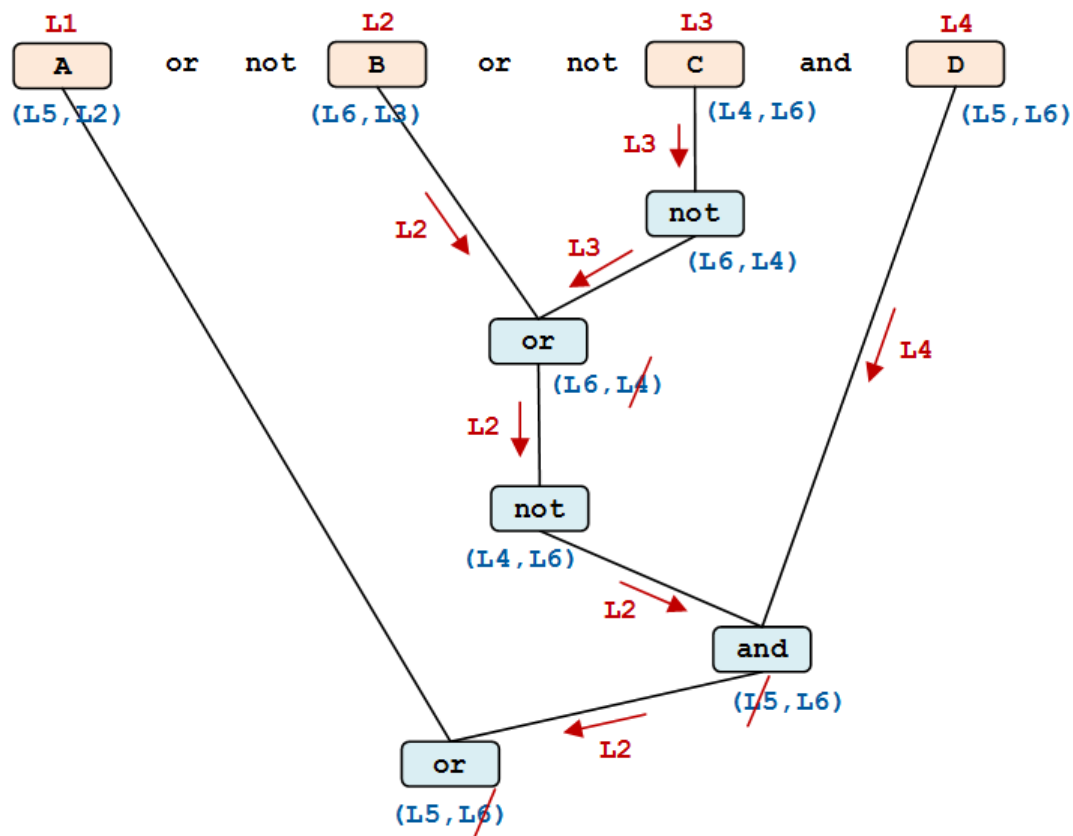 L1 L2 L3 L4
A or not B or not C and D
(L5,L2) (L6,L3) (L4,L6) (L5,L6)
L3
not
L2 L3
(L6,L4)
or
L4
(L6,L4)
L2
not
(L4,L6)
L2
and
(L5,L6)
L2
or
(L5,L6)